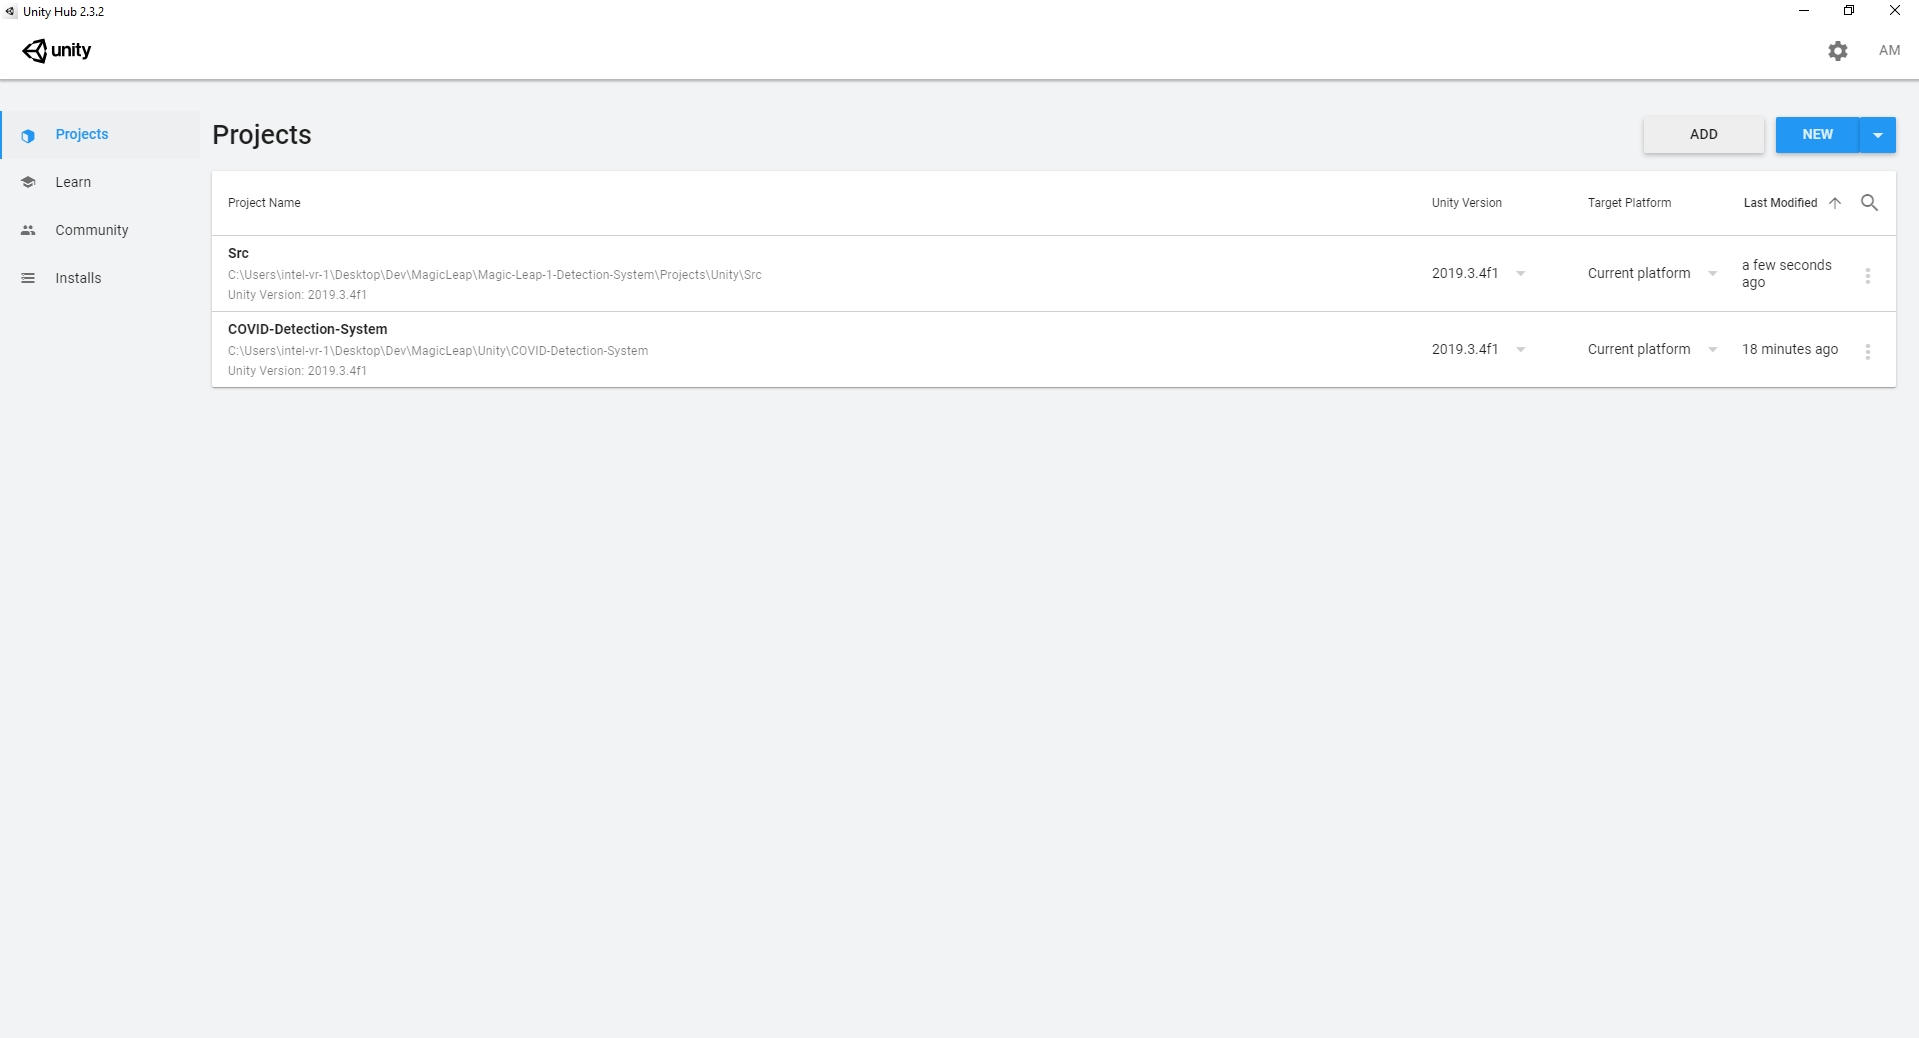 Unity Hub 2.3.2
unity
AM
Projects
Learn
Community
Installs
Projects
ADD
NEW
Project Name
Unity Version
Target Platform
Last Modified
Src
C:\Users\intel-vr-1\Desktop\Dev\MagicLeap\Magic-Leap-1-Detection-System\Projects\Unity\Src
Unity Version: 2019.3.4f1
2019.3.4f1
Current platform
a few seconds
ago
COVID-Detection-System
C:\Users\intel-vr-1\Desktop\Dev\MagicLeap\Unity\COVID-Detection-System
Unity Version: 2019.3.4f1
2019.3.4f1
Current platform
18 minutes ago